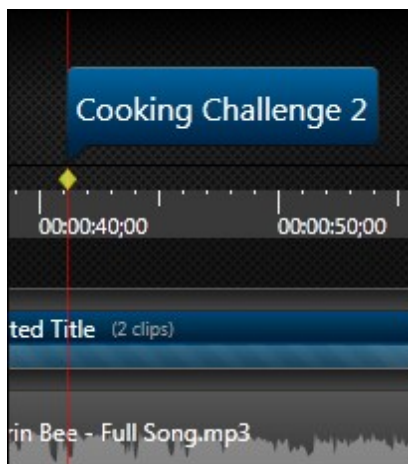 Cooking Challenge 2
00:00:40;00 00:00:50;00
ted Title (2 clips)
rin Bee - Full Song.mp3